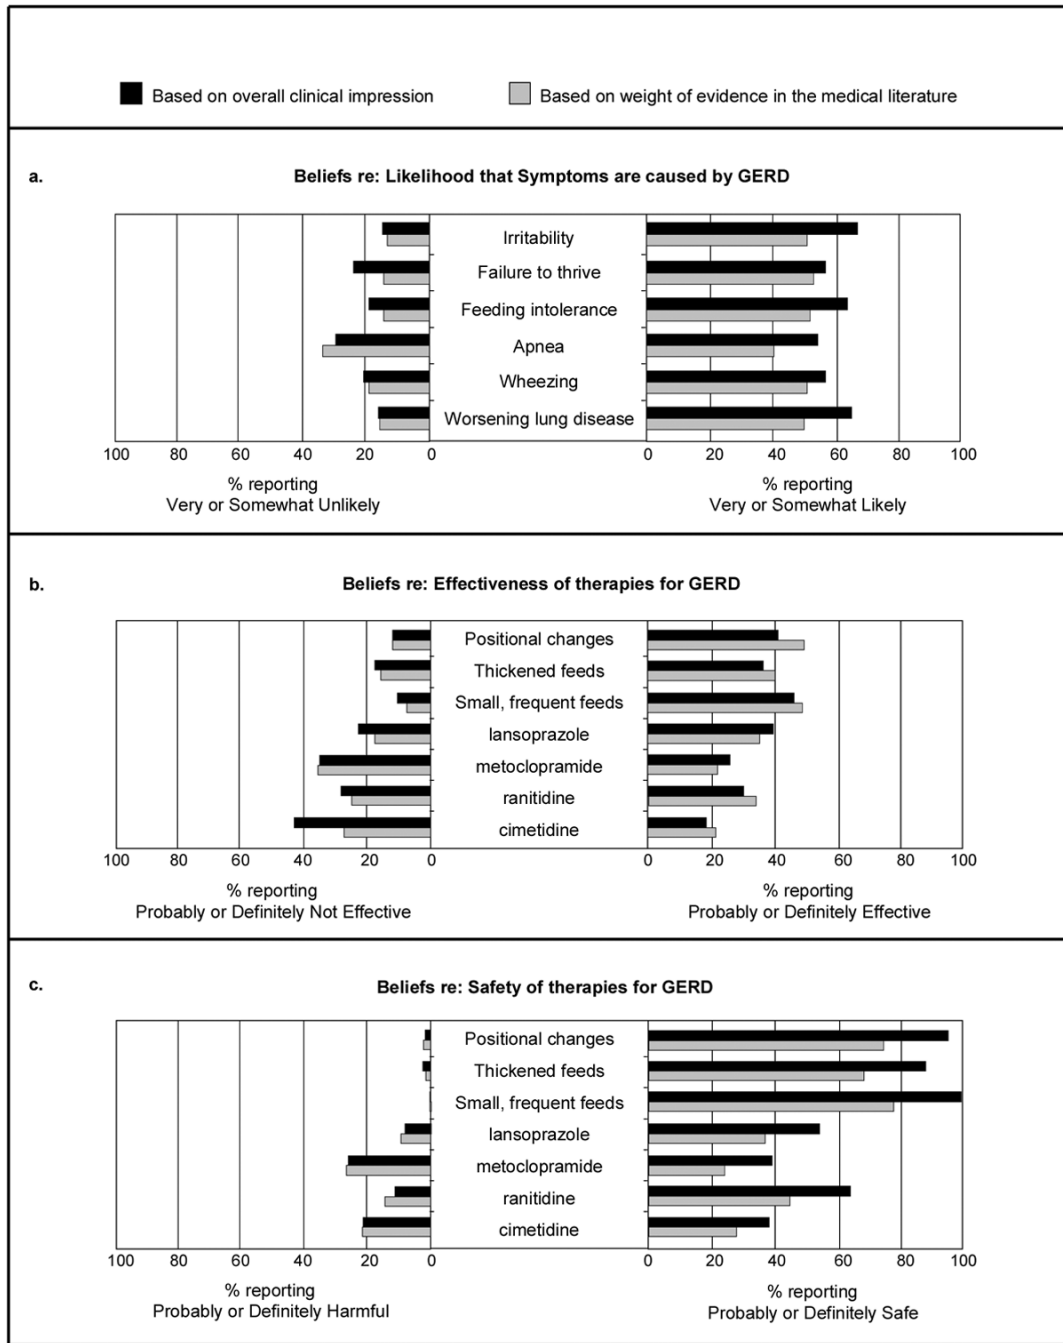 Based on overall clinical impression
Based on weight of evidence in the medical literature
a.
Beliefs re: Likelihood that Symptoms are caused by GERD
Irritability
Failure to thrive
Feeding intolerance
Apnea
Wheezing
Worsening lung disease
100 80 60 40 20 0
0 20 40 60 80 100
% reporting
Very or Somewhat Unlikely
% reporting
Very or Somewhat Likely
b.
Beliefs re: Effectiveness of therapies for GERD
Positional changes
Thickened feeds
Small, frequent feeds
lansoprazole
metoclopramide
ranitidine
cimetidine
100 80 60 40 20 0
0 20 40 60 80 100
% reporting
Probably or Definitely Not Effective
% reporting
Probably or Definitely Effective
c.
Beliefs re: Safety of therapies for GERD
Positional changes
Thickened feeds
Small, frequent feeds
lansoprazole
metoclopramide
ranitidine
cimetidine
100 80 60 40 20 0
0 20 40 60 80 100
% reporting
Probably or Definitely Harmful
% reporting
Probably or Definitely Safe